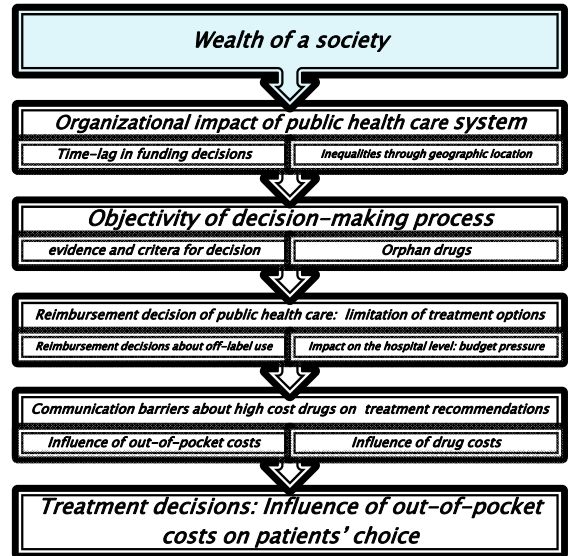 Wealth of a society
Organizational impact of public health care system
Time-lag in funding decisions
Inequalities through geographic location
Objectivity of decision-making process
evidence and critera for decision
Orphan drugs
Reimbursement decision of public health care: limitation of treatment options
Reimbursement decisions about off-label use
Impact on the hospital level: budget pressure
Communication barriers about high cost drugs on treatment recommendations
Influence of out-of-pocket costs
Influence of drug costs
Treatment decisions: Influence of out-of-pocket
costs on patients' choice